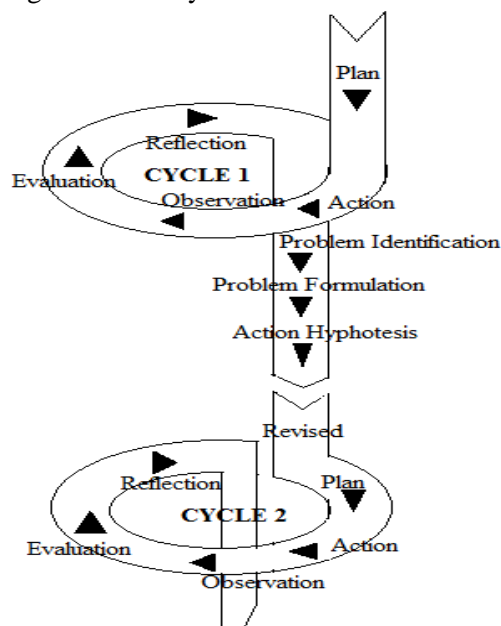 Plan
Reflection
CYCLE 1
Evaluation
Observation
Action
Problem Identification
Problem Formulation
Action Hyphotesis
Revised
Reflection
Plan
CYCLE 2
Evaluation
Action
Observation